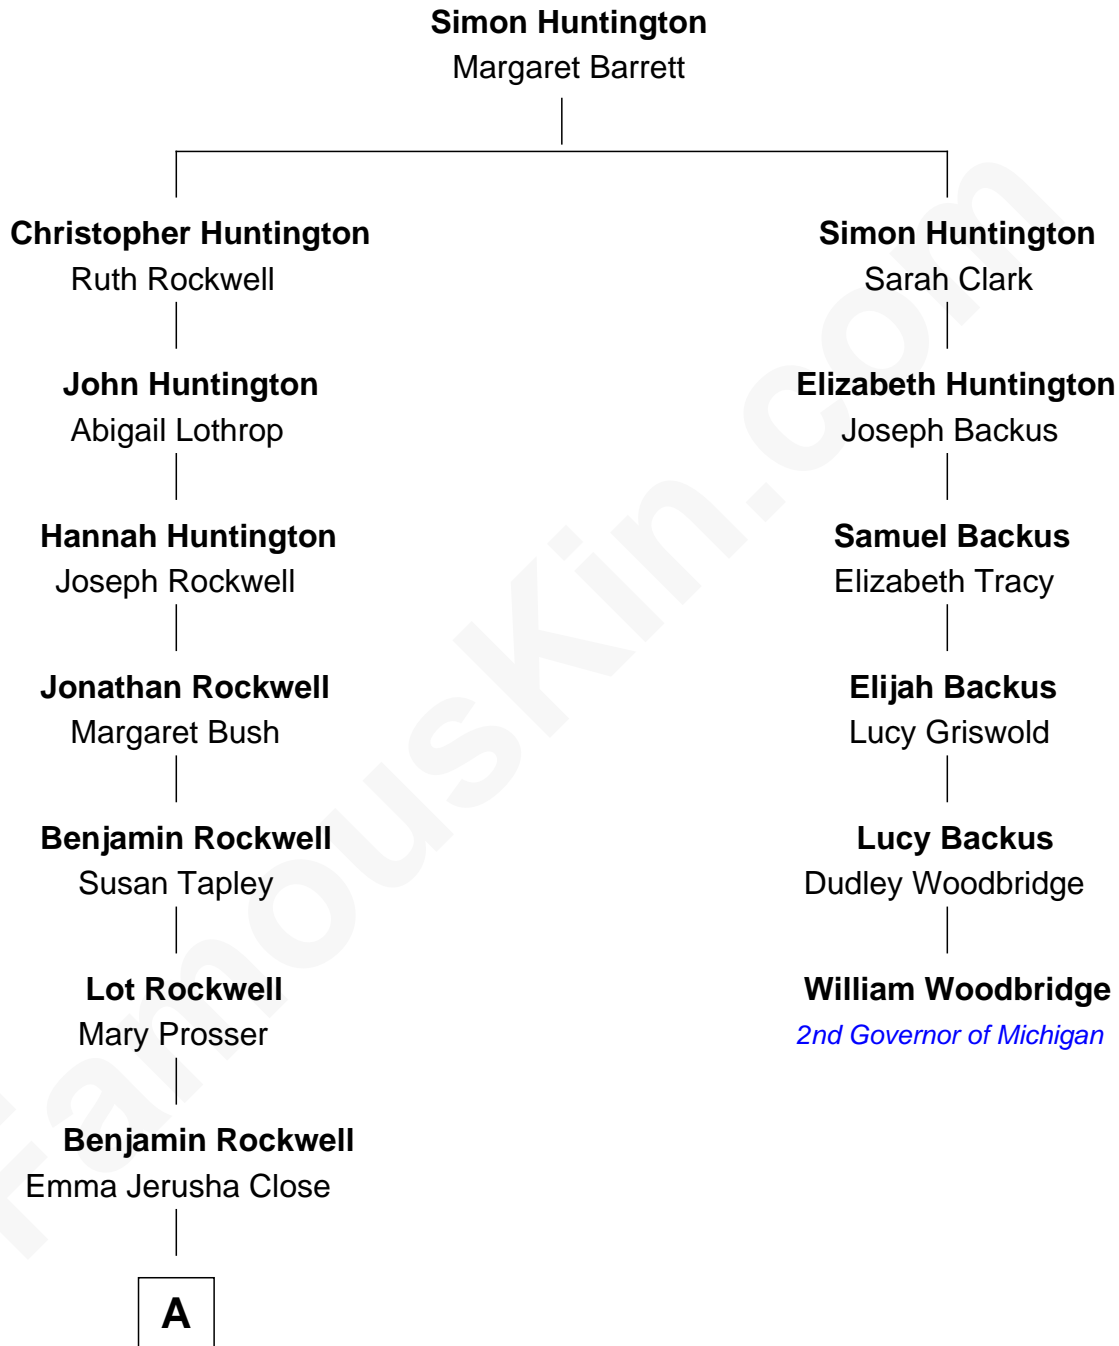 Simon Huntington
Margaret Barrett
Christopher Huntington
Ruth Rockwell
John Huntington
Abigail Lothrop
Hannah Huntington
Joseph Rockwell
Jonathan Rockwell
Margaret Bush
Benjamin Rockwell
Susan Tapley
Lot Rockwell
Mary Prosser
Benjamin Rockwell
Emma Jerusha Close
A
Simon Huntington
Sarah Clark
Elizabeth Huntington
Joseph Backus
Samuel Backus
Elizabeth Tracy
Elijah Backus
Lucy Griswold
Lucy Backus
Dudley Woodbridge
William Woodbridge
2nd Governor of Michigan
FamousKin.com